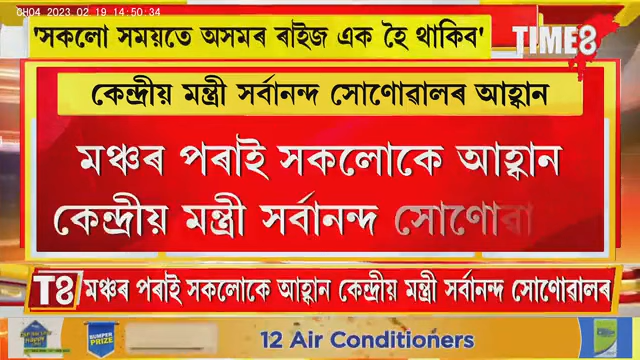 CH04 2023.02.19 14:50:34
'সকলো সময়তে অসমৰ ৰাইজ এক হৈ থাকিব'
TIME8
কেন্দ্ৰীয় মন্ত্ৰী সৰ্বানন্দ সোণোৱালৰ আহ্বান
মঞ্চৰ পৰাই সকলোকে আহ্বান
কেন্দ্ৰীয় মন্ত্ৰী সৰ্বানন্দ সোণোৱা
T8 মঞ্চৰ পৰাই সকলোকে আহ্বান কেন্দ্ৰীয় মন্ত্ৰী সৰ্বানন্দ সোণোৱালৰ
BUMPER
PRIZE
12 Air Conditioners